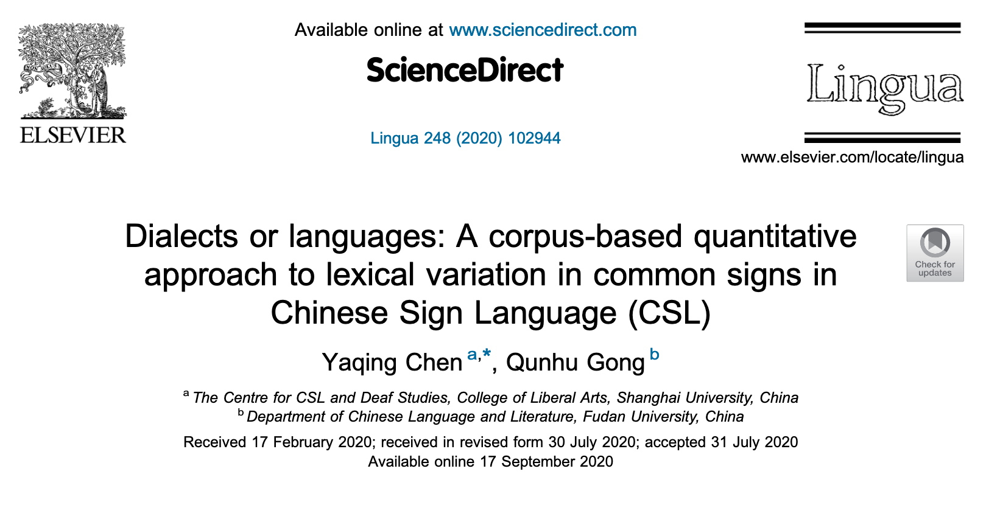 Available online at www.sciencedirect.com
ScienceDirect
NON SOLUS
ELSEVIER
Lingua
Lingua 248 (2020) 102944
www.elsevier.com/locate/lingua
Dialects or languages: A corpus-based quantitative
approach to lexical variation in common signs in
Chinese Sign Language (CSL)
Check for
updates
Yaqing Chen a,*, Qunhu Gong b
a The Centre for CSL and Deaf Studies, College of Liberal Arts, Shanghai University, China
b Department of Chinese Language and Literature, Fudan University, China
Received 17 February 2020; received in revised form 30 July 2020; accepted 31 July 2020
Available online 17 September 2020